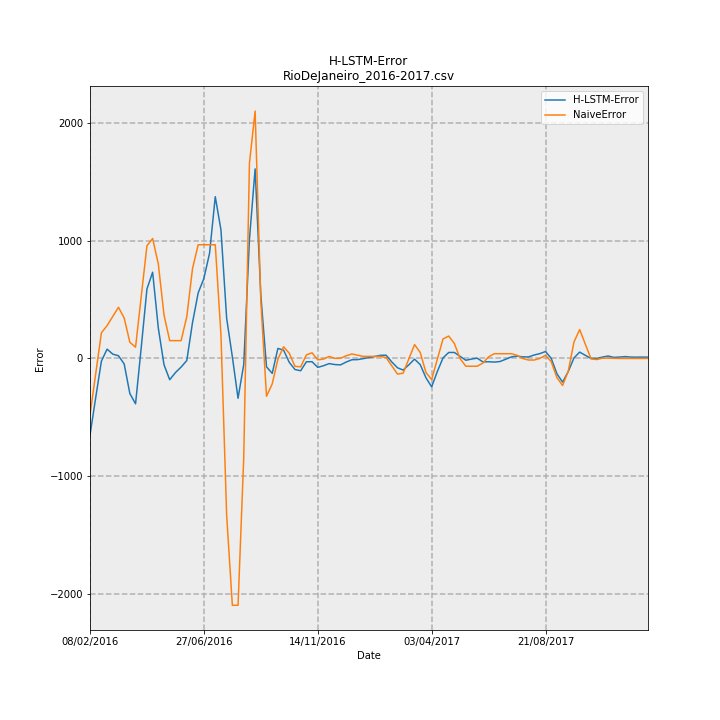 H-LSTM-Error
RioDeJaneiro_2016-2017.csv
H-LSTM-Error
NaiveError
2000
1000
0
−1000
−2000
Error
08/02/2016
27/06/2016
14/11/2016
03/04/2017
21/08/2017
Date